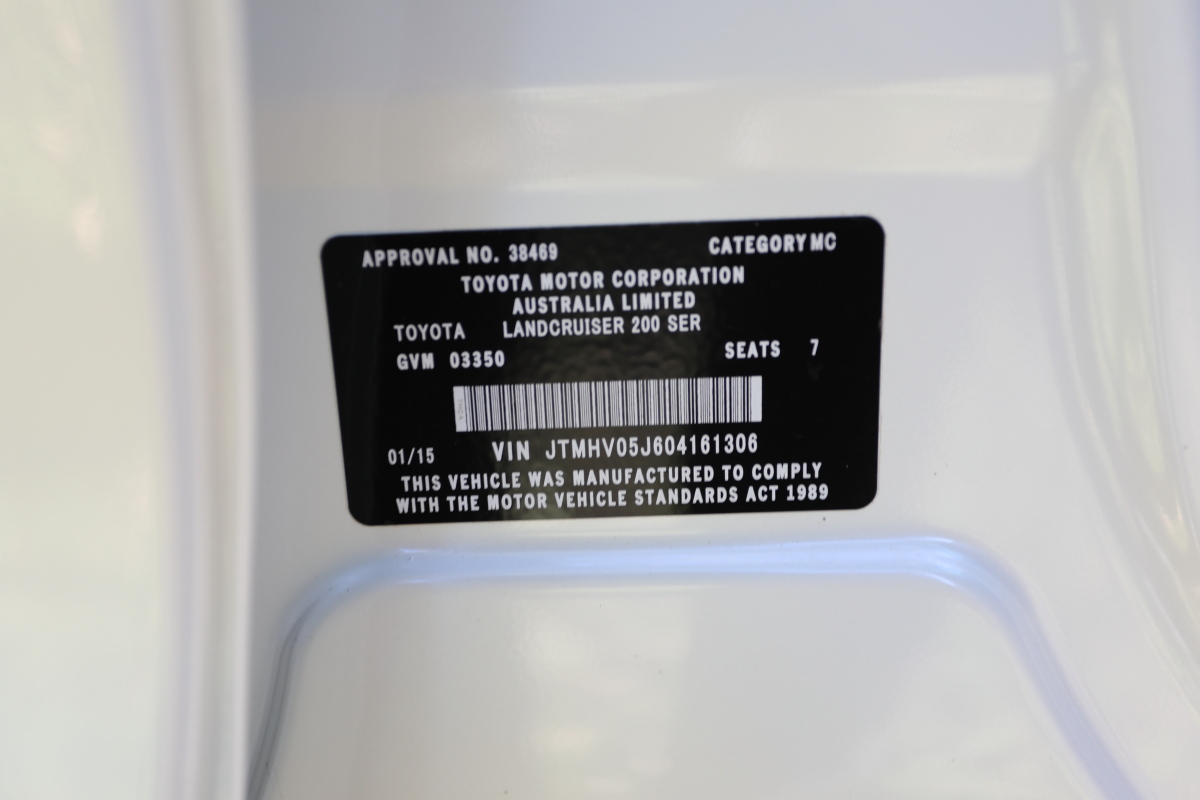 APPROVAL NO. 38469 CATEGORY MC
TOYOTA MOTOR CORPORATION
AUSTRALIA LIMITED
TOYOTA LANDCRUISER 200 SER
GVM 03350 SEATS 7
01/15 VIN JTMHV05J604161306
THIS VEHICLE WAS MANUFACTURED TO COMPLY
WITH THE MOTOR VEHICLE STANDARDS ACT 1989